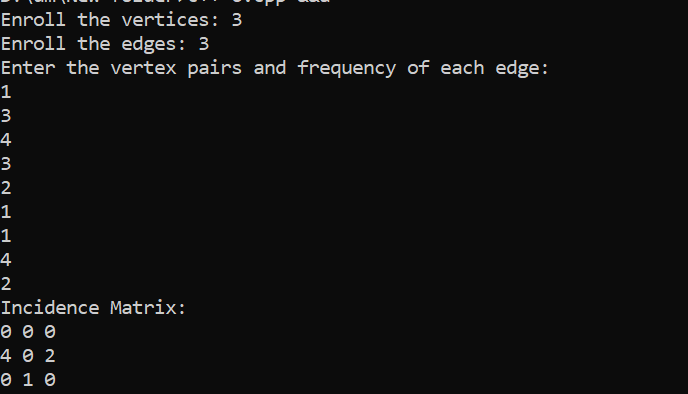 Enroll the vertices: 3
Enroll the edges: 3
Enter the vertex pairs and frequency of each edge:
1
3
4
3
2
1
1
4
2
Incidence Matrix:
0 0 0
4 0 2
0 1 0